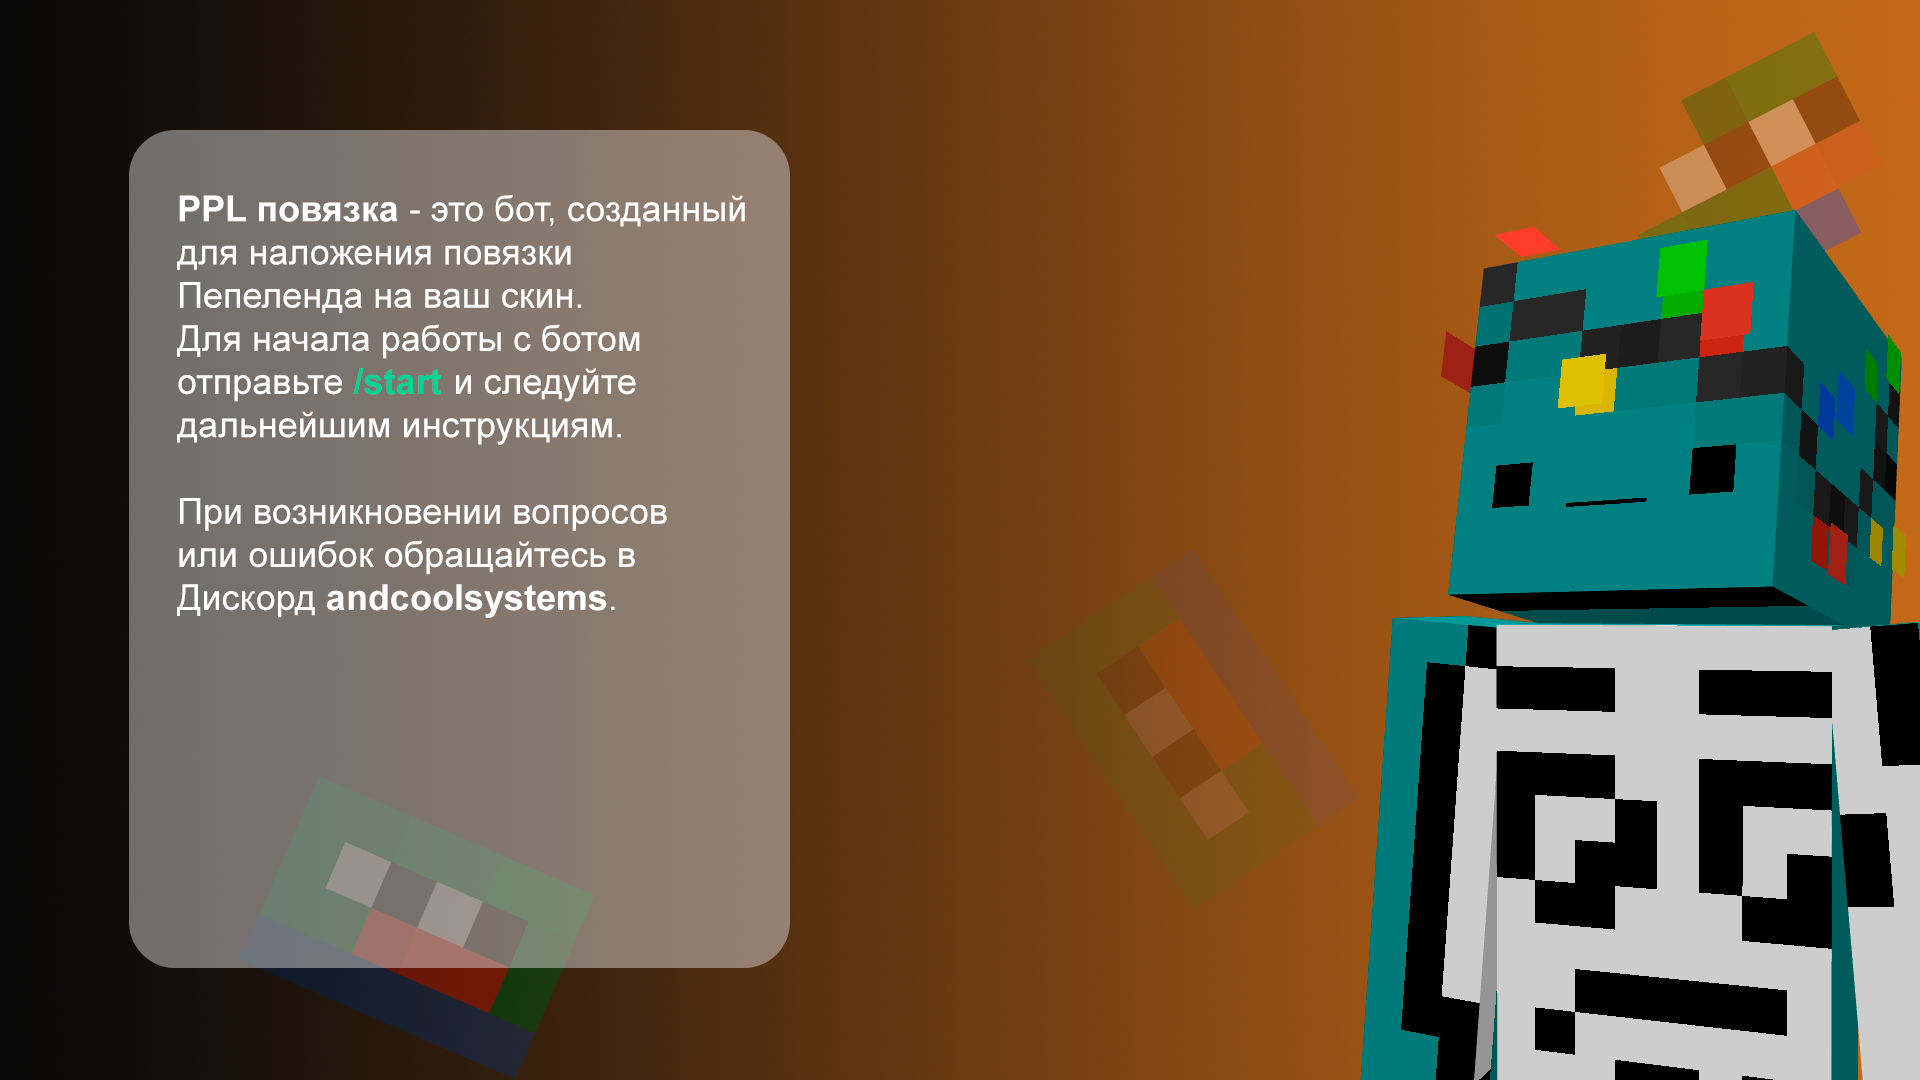 PPL повязка - это бот, созданный
для наложения повязки
Пепеленда на ваш скин.
Для начала работы с ботом
отправьте /start и следуйте
дальнейшим инструкциям.
При возникновении вопросов
или ошибок обращайтесь в
Дискорд andcoolsystems.